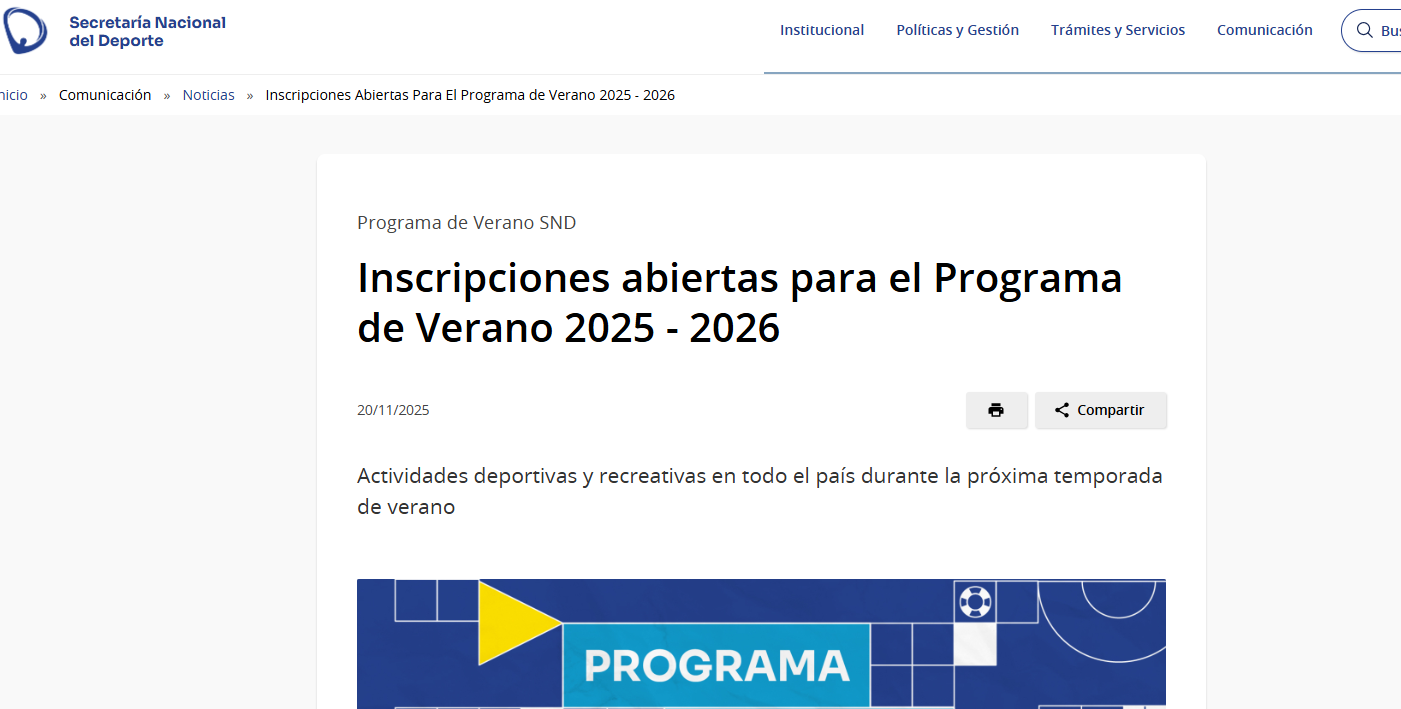 Secretaría Nacional
del Deporte
Institucional
Políticas y Gestión
Trámites y Servicios
Comunicación
nicio » Comunicación » Noticias » Inscripciones Abiertas Para El Programa de Verano 2025 - 2026
Programa de Verano SND
Inscripciones abiertas para el Programa
de Verano 2025 - 2026
20/11/2025
Compartir
Actividades deportivas y recreativas en todo el país durante la próxima temporada
de verano
PROGRAMA